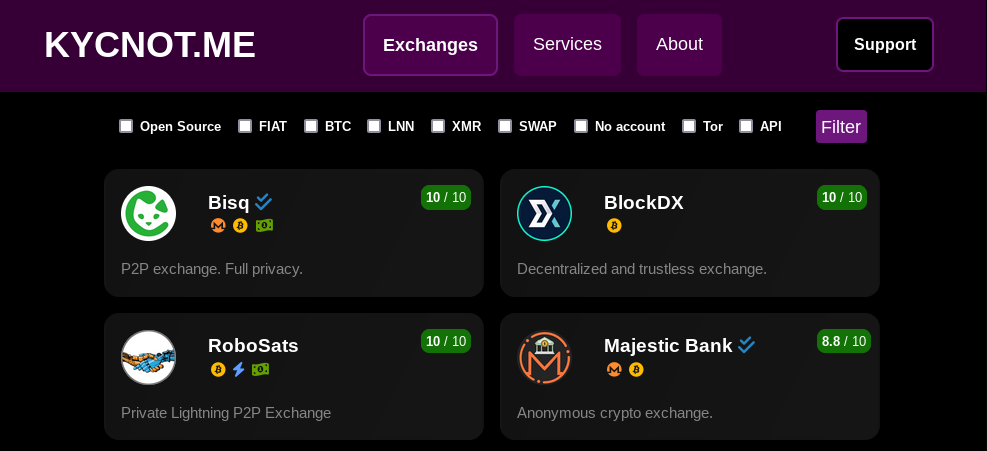 KYCNOT.ME Exchanges Services About Support
Open Source FIAT BTC LNN XMR SWAP No account Tor API Filter
Bisq 10 / 10
P2P exchange. Full privacy.
BlockDX 10 / 10
Decentralized and trustless exchange.
RoboSats 10 / 10
Private Lightning P2P Exchange
Majestic Bank 8.8 / 10
Anonymous crypto exchange.